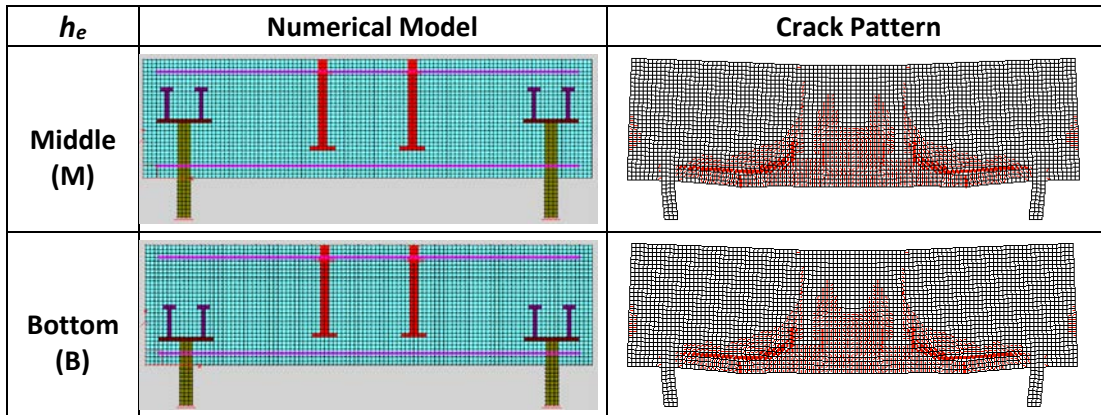 hₑ Numerical Model Crack Pattern
Middle
(M)
Bottom
(B)